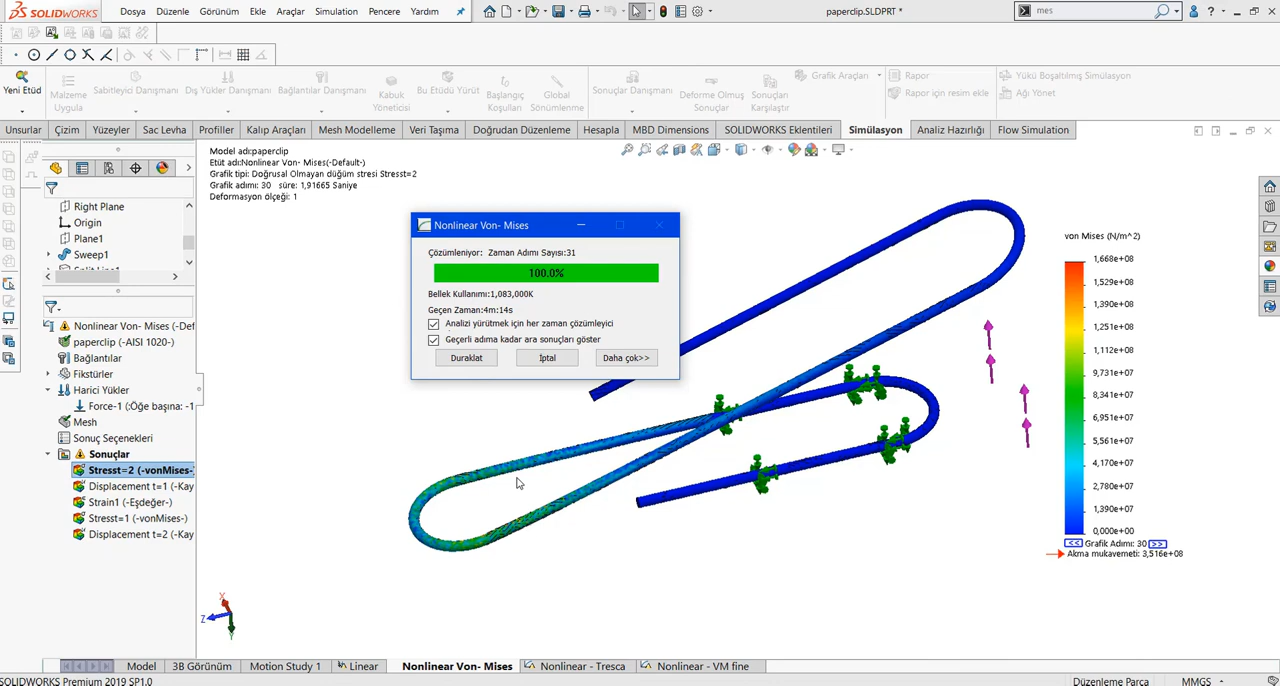 SOLIDWORKS
Dosya Düzenle Görünüm Ekle Araçlar Simulation Pencere Yardım
paperclip.SLDPRT *
mes
Yeni Etüd
Malzeme Uygula
Sabitleyici Danışmanı
Dış Yükler Danışmanı
Bağlantılar Danışmanı
Kabuk Yöneticisi
Bu Etüdü Yürüt
Başlangıç Koşulları
Global Sönümleme
Sonuçlar Danışmanı
Deforme Olmuş Sonuçlar
Sonuçları Karşılaştır
Grafik Araçları
Rapor
Rapor için resim ekle
Yükü Boşaltılmış Simülasyon
Ağı Yönet
Unsurlar Çizim Yüzeyler Sac Levha Profiller Kalıp Araçları Mesh Modelleme Veri Taşıma Doğrudan Düzenleme Hesapla MBD Dimensions SOLIDWORKS Eklentileri Simülasyon Analiz Hazırlığı Flow Simulation
Model adı:paperclip
Etüt adı:Nonlinear Von- Mises(-Default-)
Grafik tipi: Doğrusal Olmayan düğüm stresi Stresst=2
Grafik adımı: 30 süre: 1,91665 Saniye
Deformasyon ölçeği: 1
Right Plane
Origin
Plane1
Sweep1
Nonlinear Von- Mises (-Def
paperclip (-AISI 1020-)
Bağlantılar
Fikstürler
Harici Yükler
Force-1 (:Öğe başına: -1
Mesh
Sonuç Seçenekleri
Sonuçlar
Stresst=2 (-vonMises-
Displacement t=1 (-Kay
Strain1 (-Eşdeğer-)
Stresst=1 (-vonMises-)
Displacement t=2 (-Kay
Nonlinear Von- Mises
Çözümleniyor: Zaman Adımı Sayısı:31
100.0%
Bellek Kullanımı:1,083,000K
Geçen Zaman:4m:14s
Analizi yürütmek için her zaman çözümleyici
Geçerli adıma kadar ara sonuçları göster
Duraklat İptal Daha çok>>
von Mises (N/m^2)
1,668e+08
1,529e+08
1,390e+08
1,251e+08
1,112e+08
9,731e+07
8,341e+07
6,951e+07
5,561e+07
4,170e+07
2,780e+07
1,390e+07
0,000e+00
<< Grafik Adımı: 30 >>
Akma mukavemeti: 3,516e+08
X
Y
Z
Model 3B Görünüm Motion Study 1 Linear Nonlinear Von- Mises Nonlinear - Tresca Nonlinear - VM fine
SOLIDWORKS Premium 2019 SP1.0
Düzenleme Parça
MMGS